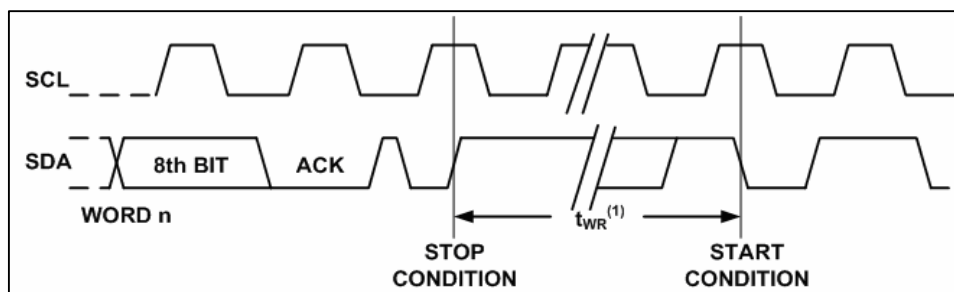 SCL
SDA
8th BIT
ACK
WORD n
tWR(1)
STOP
CONDITION
START
CONDITION